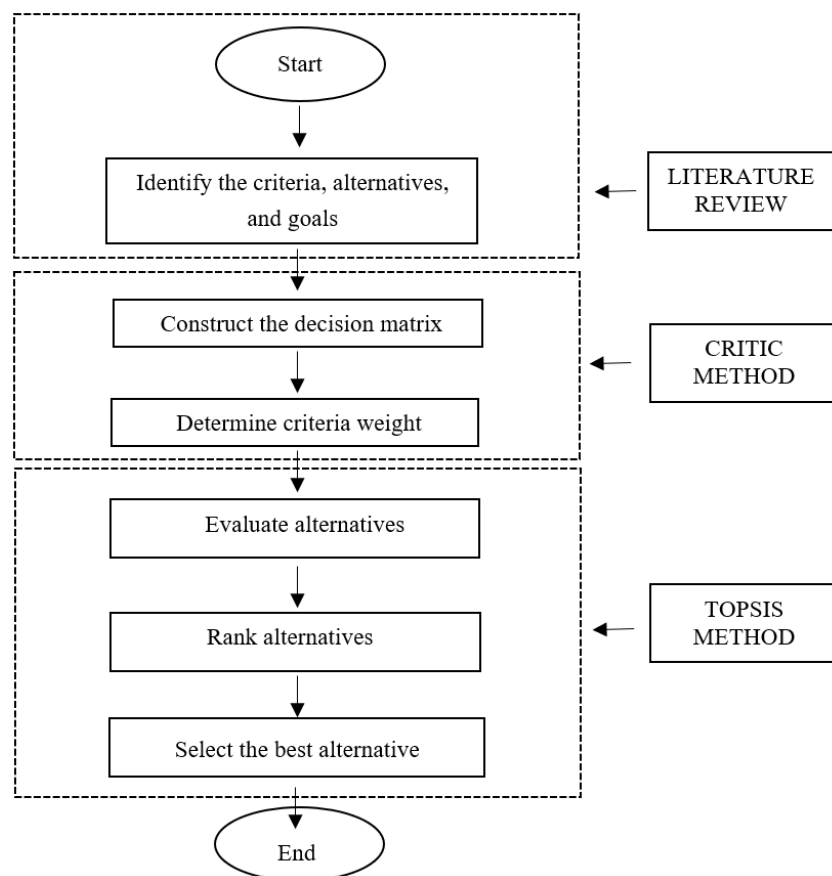 Start
Identify the criteria, alternatives,
and goals
LITERATURE
REVIEW
Construct the decision matrix
CRITIC
METHOD
Determine criteria weight
Evaluate alternatives
Rank alternatives
TOPSIS
METHOD
Select the best alternative
End